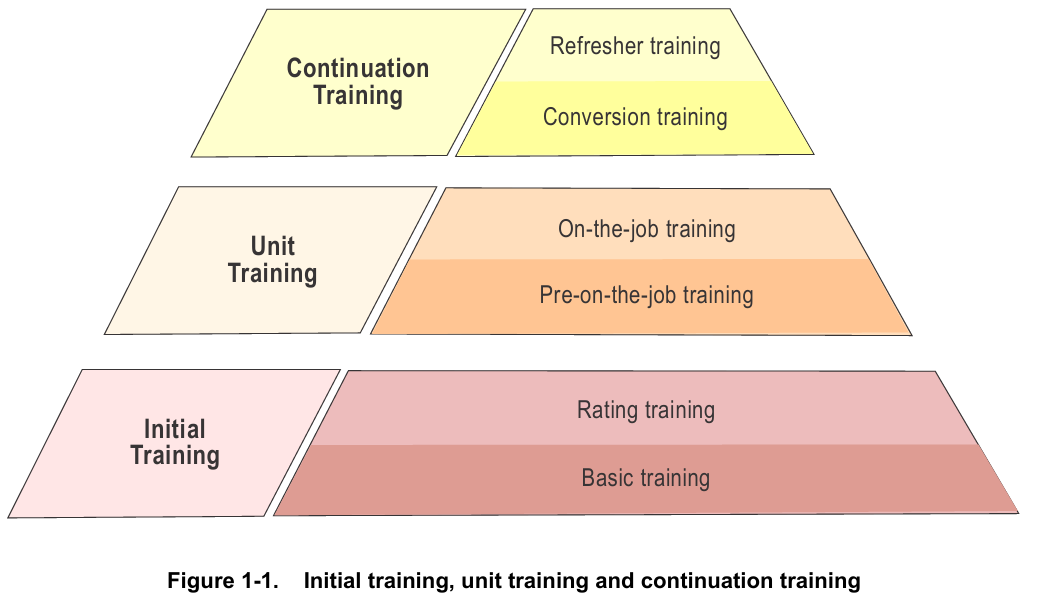 Continuation
Training
Refresher training
Conversion training
Unit
Training
On-the-job training
Pre-on-the-job training
Initial
Training
Rating training
Basic training
Figure 1-1. Initial training, unit training and continuation training